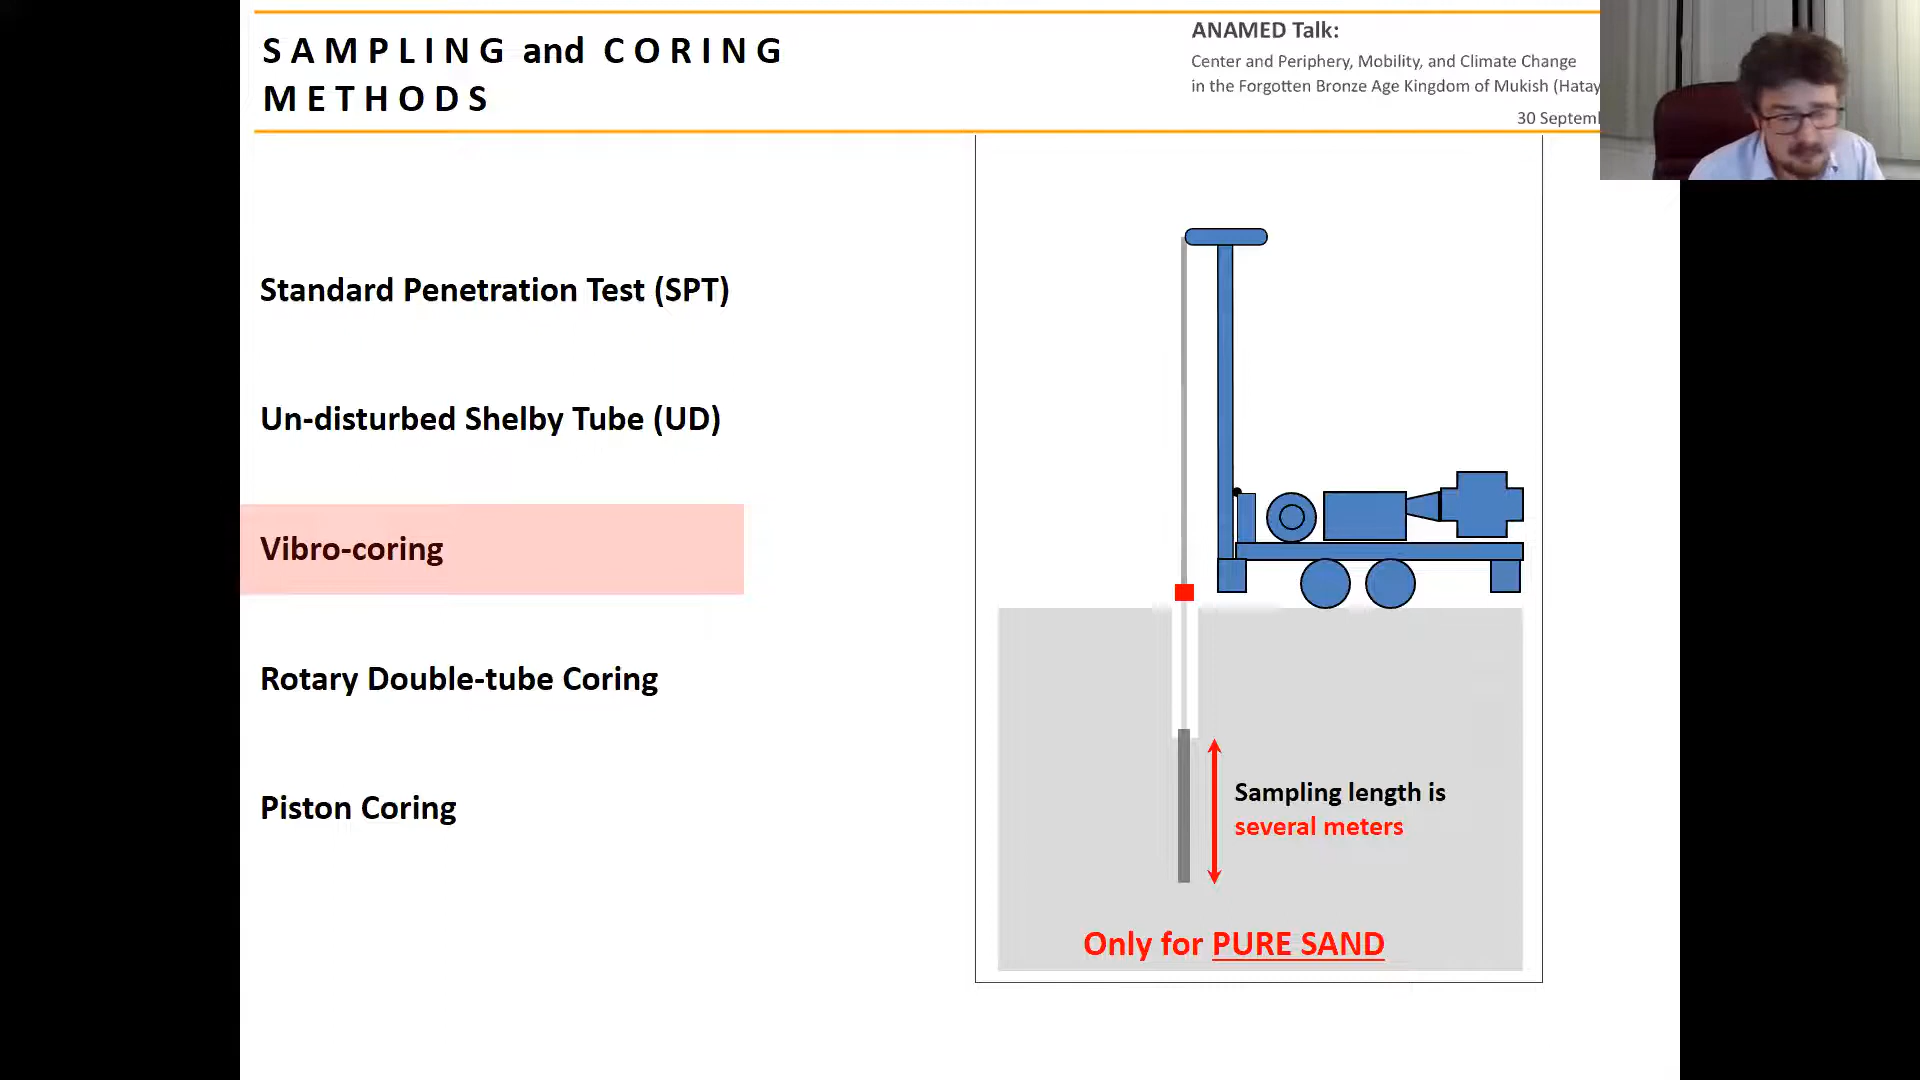 SAMPLING and CORING
METHODS
ANAMED Talk:
Center and Periphery, Mobility, and Climate Change
in the Forgotten Bronze Age Kingdom of Mukish (Hatay
30 Septem
Standard Penetration Test (SPT)
Un-disturbed Shelby Tube (UD)
Vibro-coring
Rotary Double-tube Coring
Piston Coring
Sampling length is
several meters
Only for PURE SAND